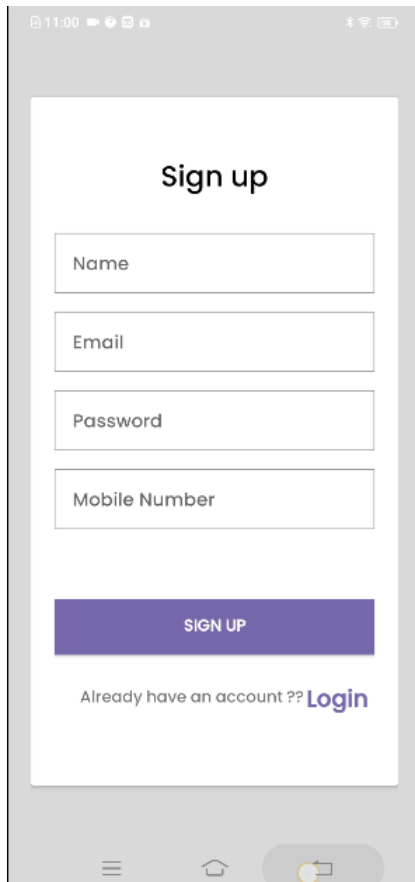 11:00
Sign up
Name
Email
Password
Mobile Number
SIGN UP
Already have an account ?? Login